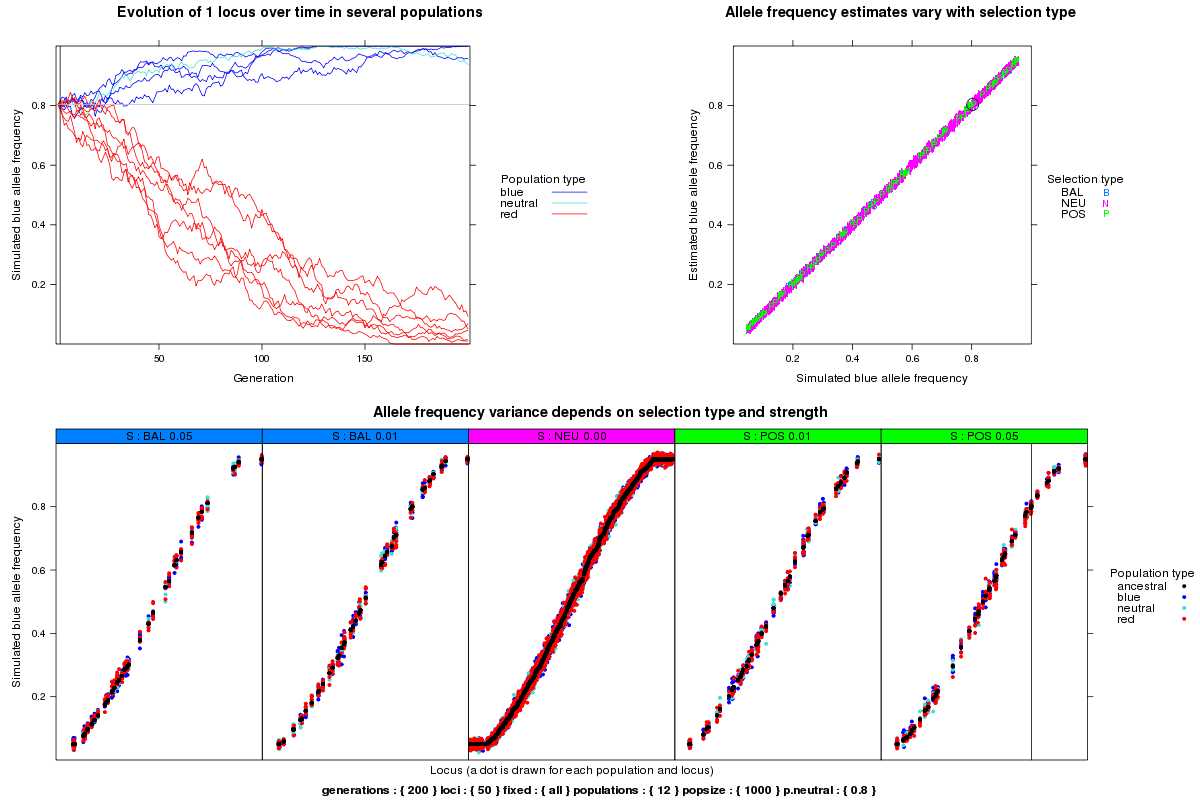 Evolution of 1 locus over time in several populations
Simulated blue allele frequency
0.8
0.6
0.4
0.2
50
100
150
Generation
Population type
blue
neutral
red
Allele frequency estimates vary with selection type
Estimated blue allele frequency
0.8
0.6
0.4
0.2
0.2
0.4
0.6
0.8
Simulated blue allele frequency
Selection type
BAL B
NEU N
POS P
Allele frequency variance depends on selection type and strength
S : BAL 0.05
S : BAL 0.01
S : NEU 0.00
S : POS 0.01
S : POS 0.05
Simulated blue allele frequency
0.8
0.6
0.4
0.2
Population type
ancestral
blue
neutral
red
Locus (a dot is drawn for each population and locus)
generations : { 200 } loci : { 50 } fixed : { all } populations : { 12 } popsize : { 1000 } p.neutral : { 0.8 }